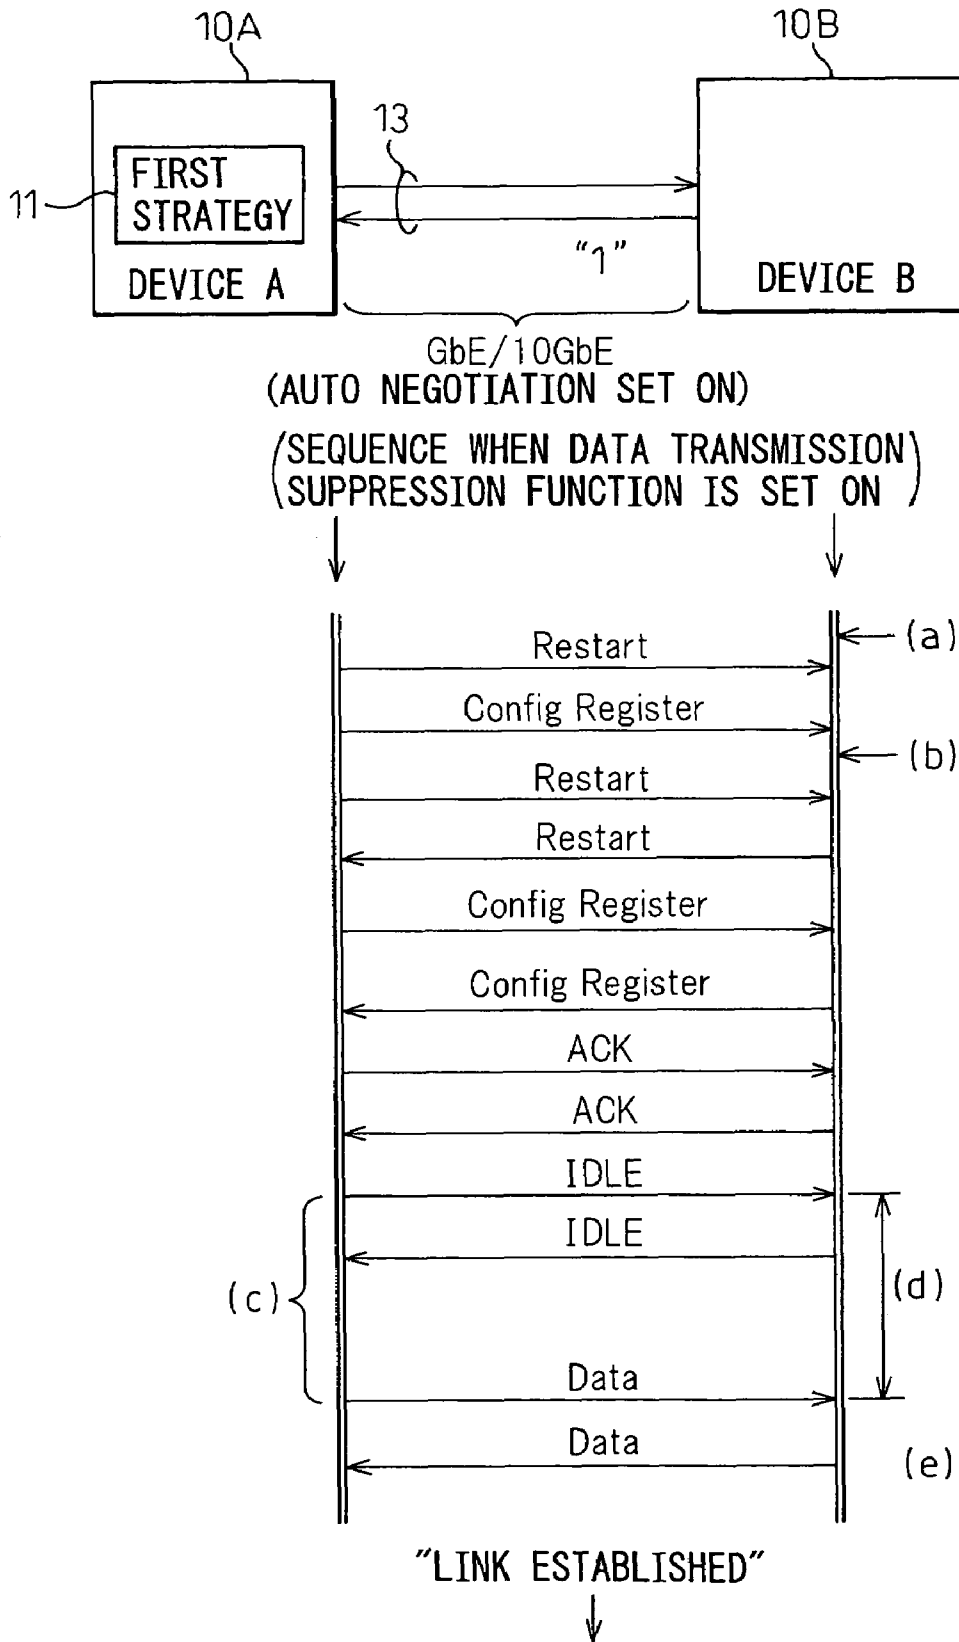 10A
10B
13
FIRST
STRATEGY
11
DEVICE A
"1"
DEVICE B
GbE/10GbE
(AUTO NEGOTIATION SET ON)
(SEQUENCE WHEN DATA TRANSMISSION
SUPPRESSION FUNCTION IS SET ON)
Restart
(a)
Config Register
(b)
Restart
Restart
Config Register
Config Register
ACK
ACK
IDLE
IDLE
(c)
(d)
Data
Data
(e)
"LINK ESTABLISHED"